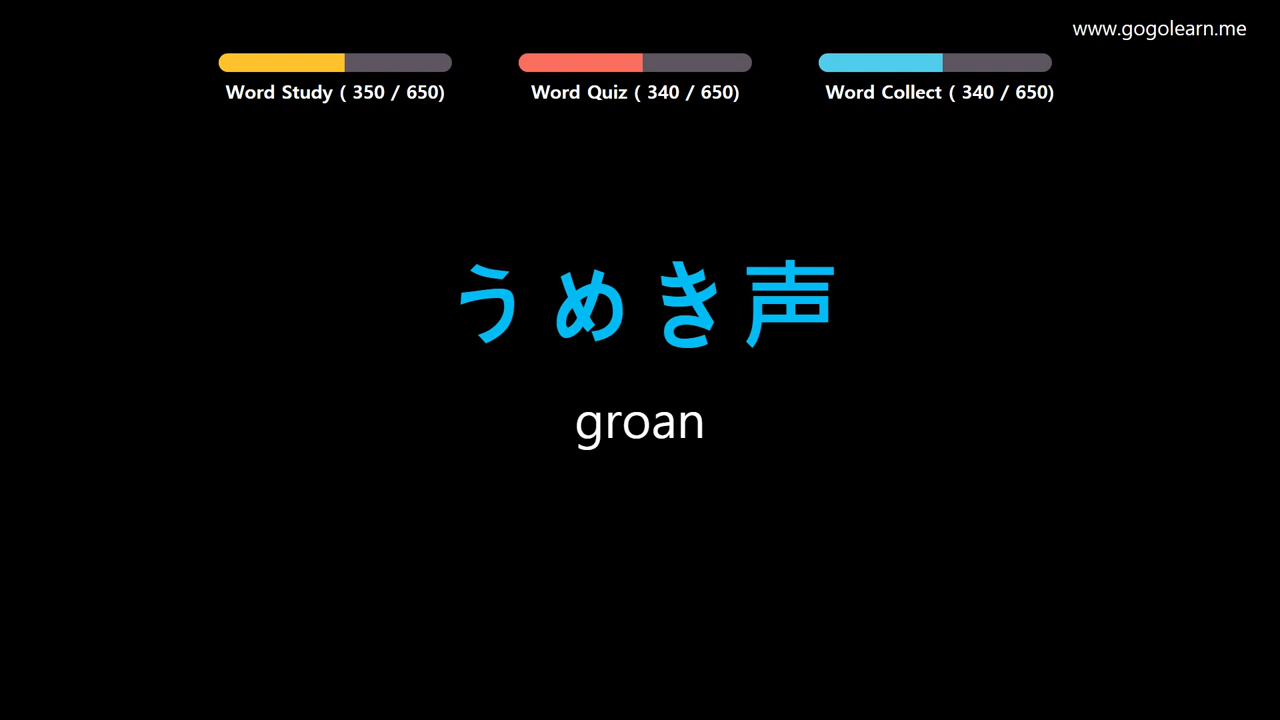 www.gogolearn.me
Word Study ( 350 / 650)
Word Quiz ( 340 / 650)
Word Collect ( 340 / 650)
うめき声
groan